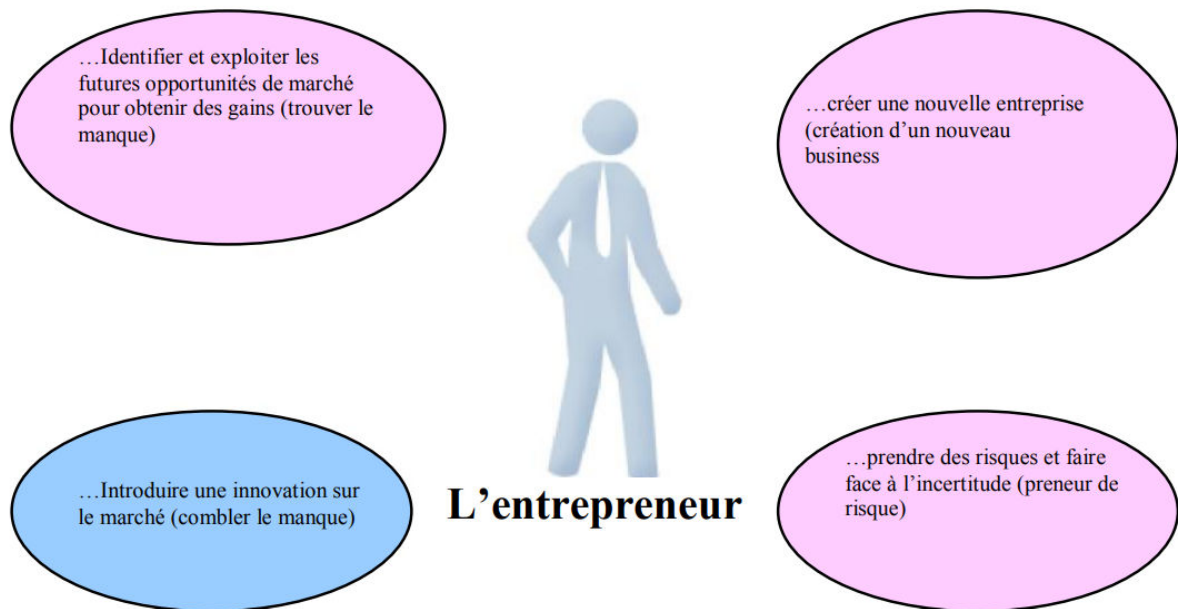 …Identifier et exploiter les
futures opportunités de marché
pour obtenir des gains (trouver le
manque)
…créer une nouvelle entreprise
(création d’un nouveau
business
…Introduire une innovation sur
le marché (combler le manque)
L’entrepreneur
…prendre des risques et faire
face à l’incertitude (preneur de
risque)